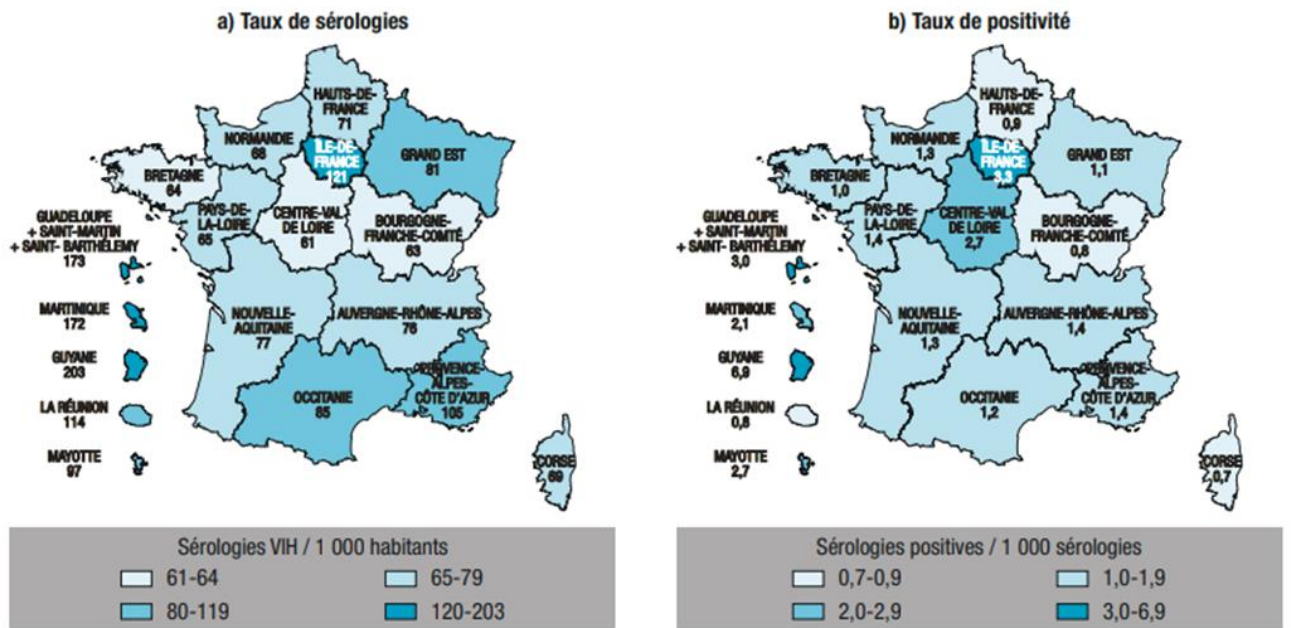 a) Taux de sérologies
HAUTS-DE-
FRANCE
71
NORMANDIE
68
ÎLE-DE-
FRANCE
121
GRAND EST
81
BRETAGNE
64
PAYS-DE-
LA-LOIRE
65
CENTRE-VAL
DE LOIRE
61
BOURGOGNE-
FRANCHE-COMTÉ
63
GUADELOUPE
+ SAINT-MARTIN
+ SAINT- BARTHÉLEMY
173
MARTINIQUE
172
GUYANE
203
LA RÉUNION
114
MAYOTTE
97
NOUVELLE-
AQUITAINE
77
AUVERGNE-RHÔNE-ALPES
76
OCCITANIE
85
PROVENCE-
ALPES-
CÔTE D'AZUR
105
CORSE
69
Sérologies VIH / 1 000 habitants
61-64
65-79
80-119
120-203
b) Taux de positivité
HAUTS-DE-
FRANCE
0,9
NORMANDIE
1,3
ÎLE-DE-
FRANCE
3,3
GRAND EST
1,1
BRETAGNE
1,0
PAYS-DE-
LA-LOIRE
1,4
CENTRE-VAL
DE LOIRE
2,7
BOURGOGNE-
FRANCHE-COMTÉ
0,8
GUADELOUPE
+ SAINT-MARTIN
+ SAINT- BARTHÉLEMY
3,0
MARTINIQUE
2,1
GUYANE
6,9
LA RÉUNION
0,8
MAYOTTE
2,7
NOUVELLE-
AQUITAINE
1,3
AUVERGNE-RHÔNE-ALPES
1,4
OCCITANIE
1,2
PROVENCE-
ALPES-
CÔTE D'AZUR
1,4
CORSE
0,7
Sérologies positives / 1 000 sérologies
0,7-0,9
1,0-1,9
2,0-2,9
3,0-6,9